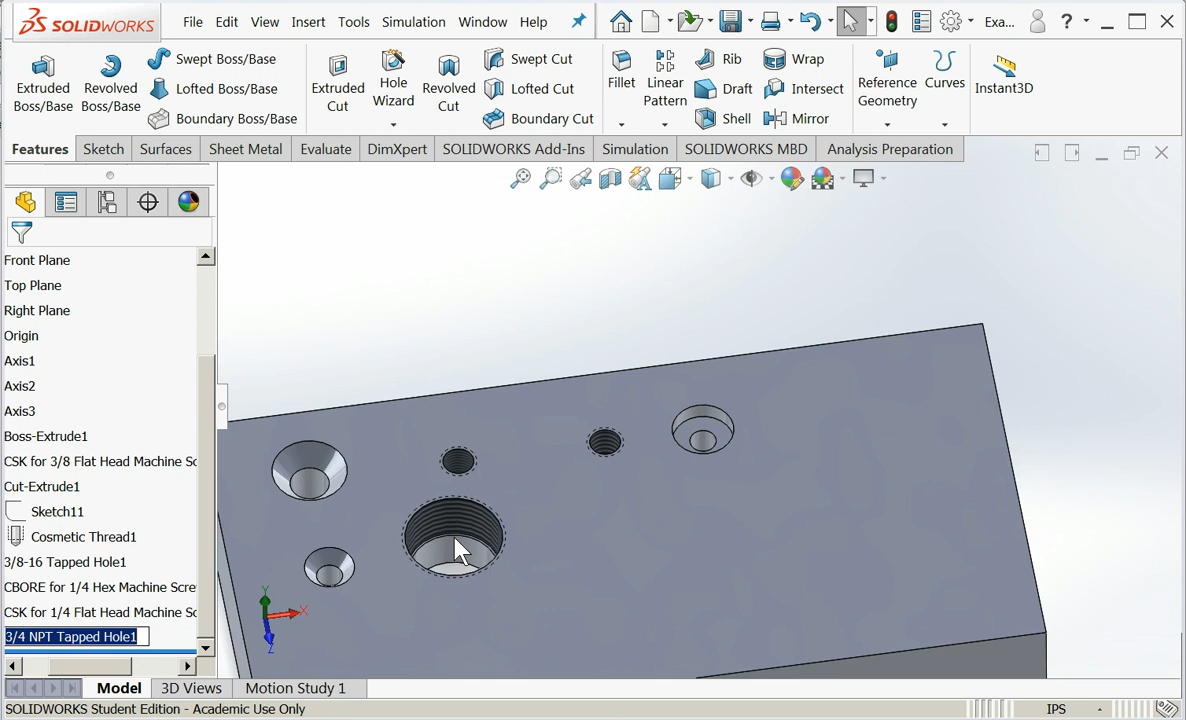 SOLIDWORKS
File Edit View Insert Tools Simulation Window Help
Exa...
?
Extruded Boss/Base
Revolved Boss/Base
Swept Boss/Base
Lofted Boss/Base
Boundary Boss/Base
Extruded Cut
Hole Wizard
Revolved Cut
Swept Cut
Lofted Cut
Boundary Cut
Fillet
Linear Pattern
Rib
Draft
Shell
Wrap
Intersect
Mirror
Reference Geometry
Curves
Instant3D
Features Sketch Surfaces Sheet Metal Evaluate DimXpert SOLIDWORKS Add-Ins Simulation SOLIDWORKS MBD Analysis Preparation
Front Plane
Top Plane
Right Plane
Origin
Axis1
Axis2
Axis3
Boss-Extrude1
CSK for 3/8 Flat Head Machine Sc
Cut-Extrude1
Sketch11
Cosmetic Thread1
3/8-16 Tapped Hole1
CBORE for 1/4 Hex Machine Scre
CSK for 1/4 Flat Head Machine Sc
3/4 NPT Tapped Hole1
Y
X
Z
Model 3D Views Motion Study 1
SOLIDWORKS Student Edition - Academic Use Only
IPS